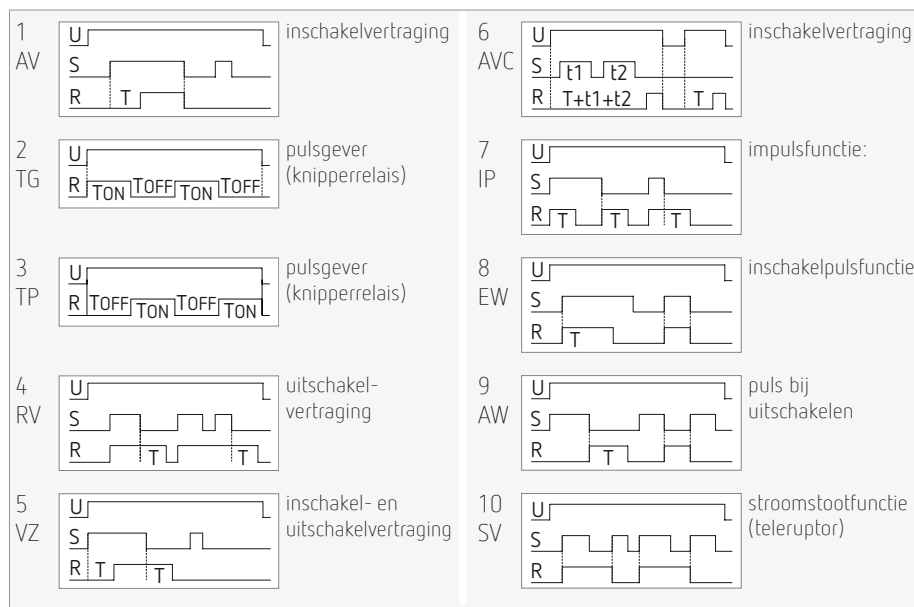 1
AV
U
S
R
T
inschakelvertraging
2
TG
U
R
TON TOFF TON TOFF
pulsgever
(knipperrelais)
3
TP
U
R
TOFF TON TOFF TON
pulsgever
(knipperrelais)
4
RV
U
S
R
T T
uitschakel-
vertraging
5
VZ
U
S
R
T T
inschakel- en
uitschakelvertraging
6
AVC
U
S
t1 t2
R
T+t1+t2 T
inschakelvertraging
7
IP
U
S
R
T T T
impulsfunctie:
8
EW
U
S
R
T
inschakelpulsfunctie
9
AW
U
S
R
T
puls bij
uitschakelen
10
SV
U
S
R
stroomstootfunctie
(teleruptor)